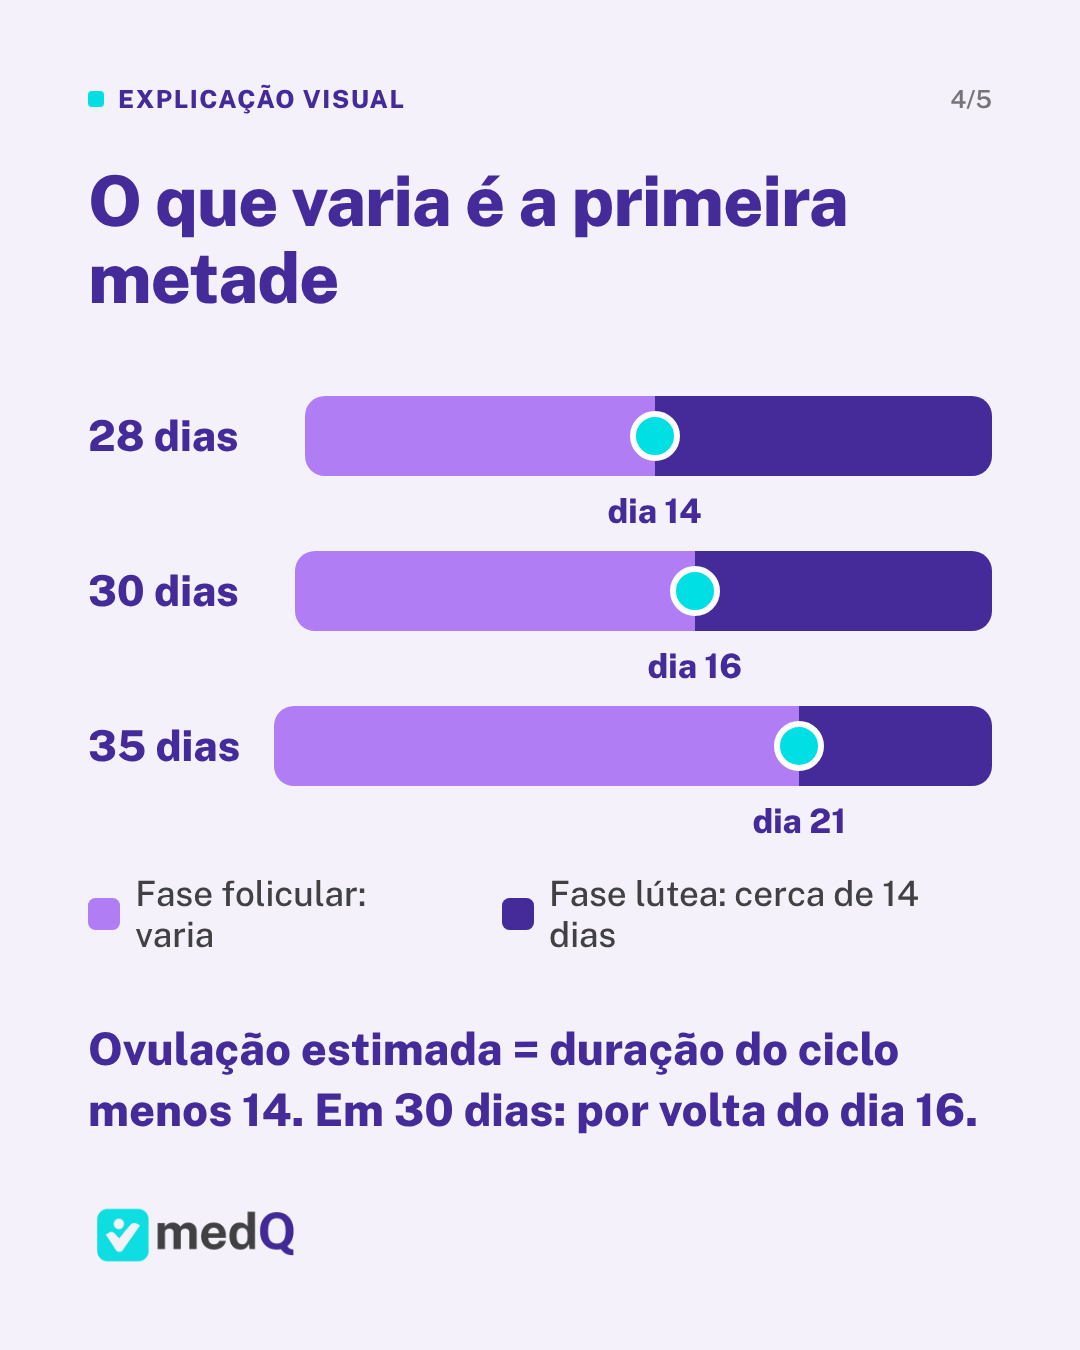 EXPLICAÇÃO VISUAL
4/5
O que varia é a primeira
metade
28 dias
dia 14
30 dias
dia 16
35 dias
dia 21
Fase folicular:
varia
Fase lútea: cerca de 14
dias
Ovulação estimada = duração do ciclo
menos 14. Em 30 dias: por volta do dia 16.
medQ